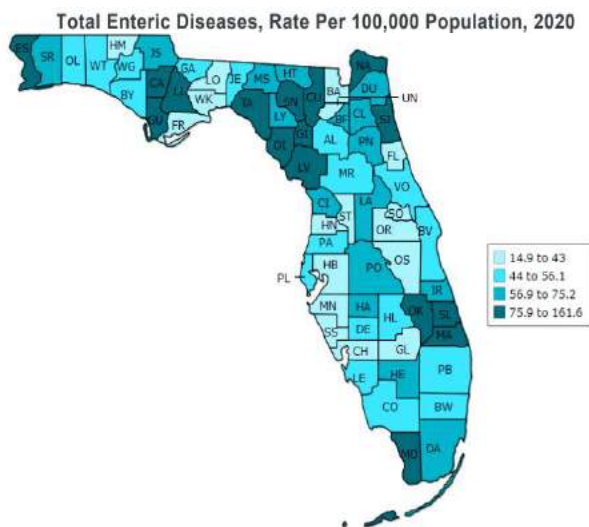 Total Enteric Diseases, Rate Per 100,000 Population, 2020
HM
ES SR OL WT JS
WG
BY
CA
LI
GU
GA
LO
WK
FR
JE
MS
HT
TA
LY
SN
CU
BA
UN
NA
DU
BF
CL
SJ
DI
GI
LV
AL
PN
FL
MR
VO
CI
LA
ST
SO
HN
OR
BV
PA
OS
PL
HB
PO
IR
MN
HA
HL
OK
SL
SS
DE
MA
CH
GL
LE
HE
PB
CO
BW
MO
DA
14.9 to 43
44 to 56.1
56.9 to 75.2
75.9 to 161.6